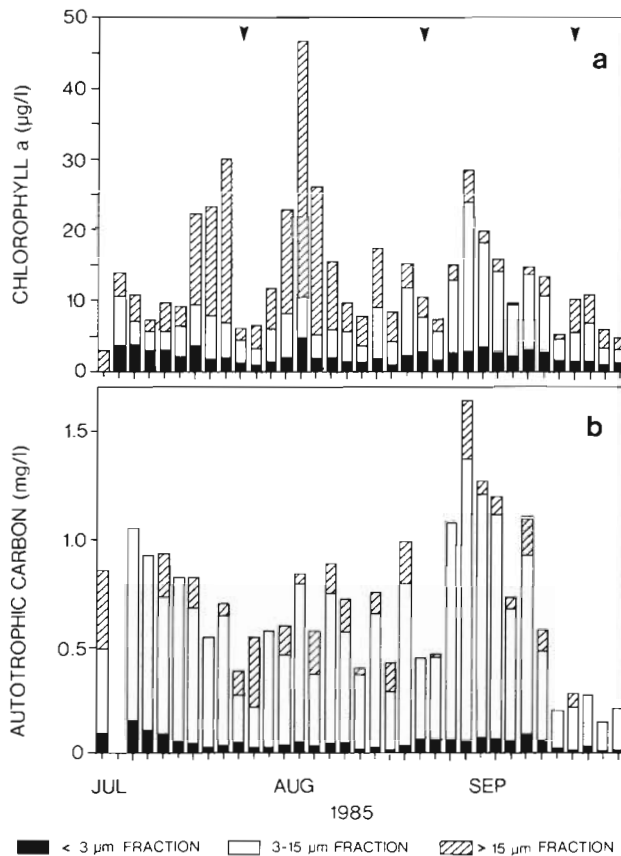 50
a
40
30
20
10
0
CHLOROPHYLL a (µg/l)
b
1.5
1.0
0.5
0
AUTOTROPHIC CARBON (mg/l)
JUL AUG SEP
1985
< 3 µm FRACTION 3-15 µm FRACTION > 15 µm FRACTION